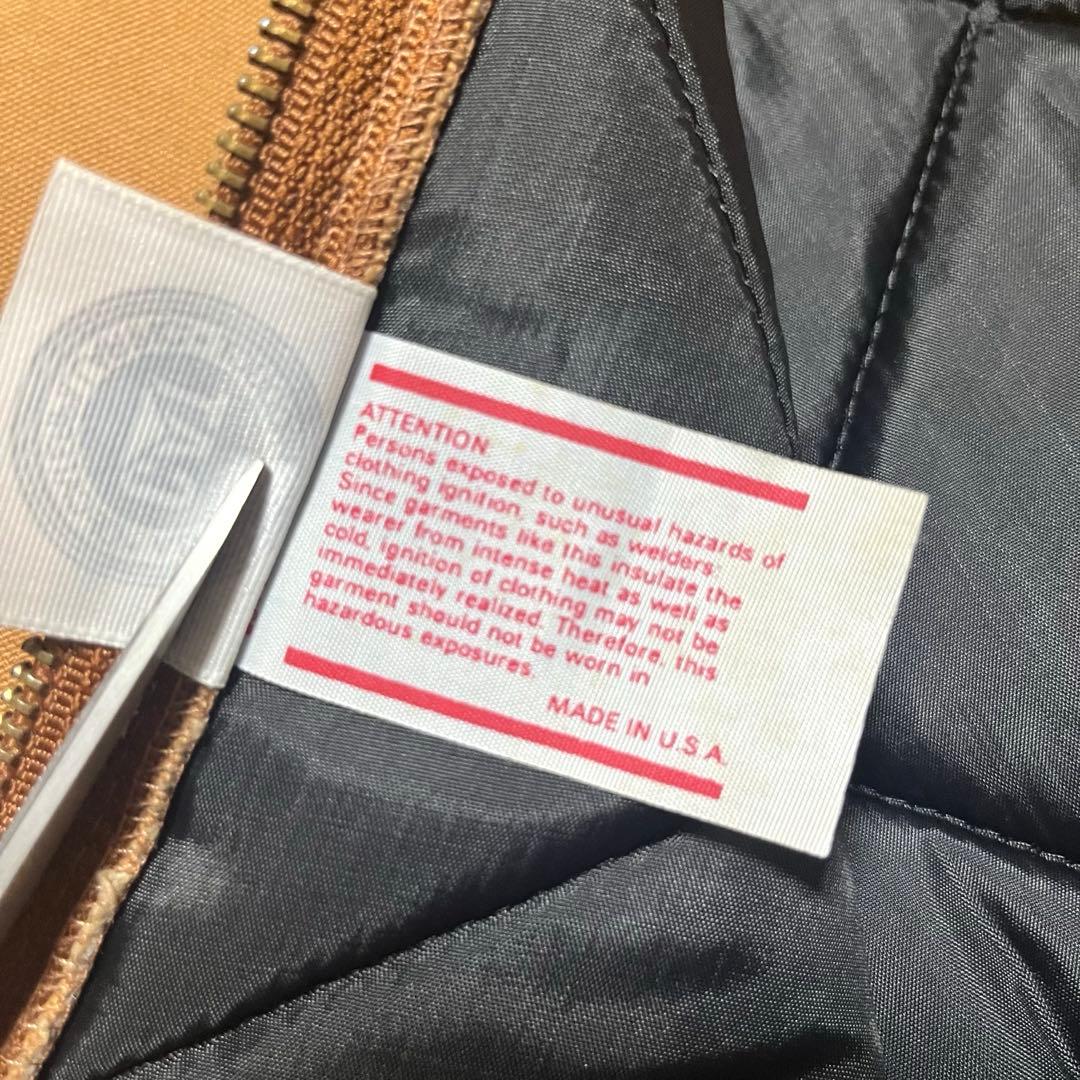 ATTENTION
Persons exposed to unusual hazards of
clothing ignition, such as welders:
Since garments like this insulate the
wearer from intense heat as well as
cold, ignition of clothing may not be
immediately realized. Therefore, this
garment should not be worn in
hazardous exposures.
MADE IN U.S.A.